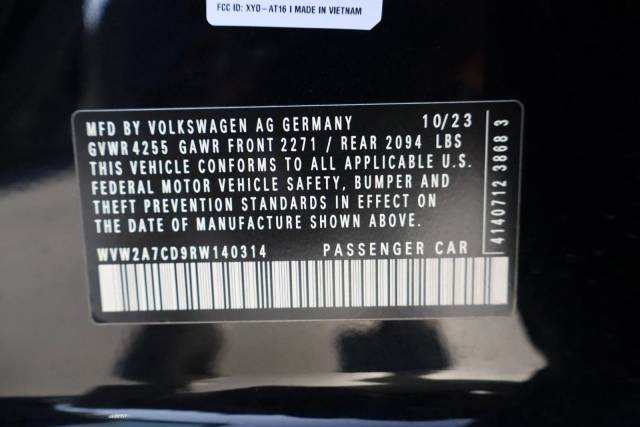 FCC ID: XYO-AT16 I MADE IN VIETNAM
MFD BY VOLKSWAGEN AG GERMANY 10/23
GVWR 4255 GAWR FRONT 2271 / REAR 2094 LBS
THIS VEHICLE CONFORMS TO ALL APPLICABLE U.S.
FEDERAL MOTOR VEHICLE SAFETY, BUMPER AND
THEFT PREVENTION STANDARDS IN EFFECT ON
THE DATE OF MANUFACTURE SHOWN ABOVE.
WVW2A7CD9RW140314 PASSENGER CAR
4140712 3868 3